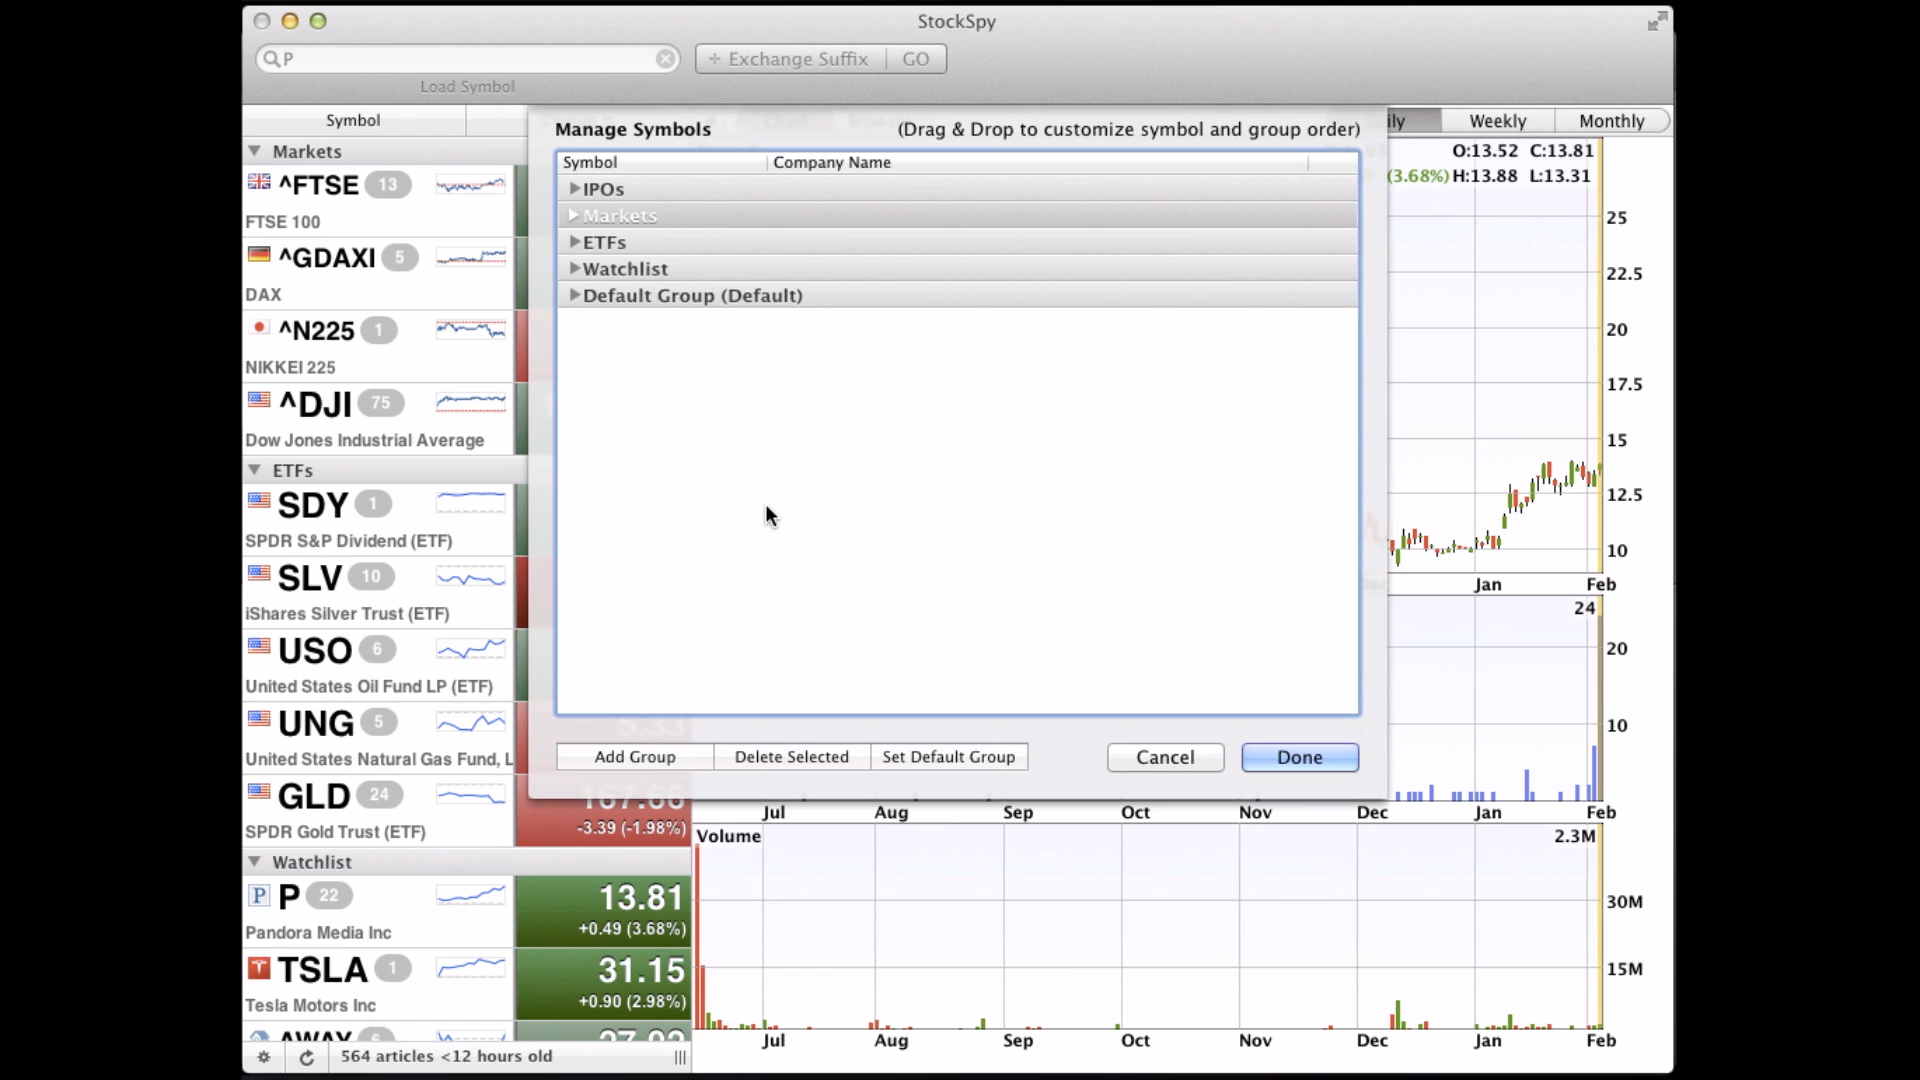 StockSpy
P
÷ Exchange Suffix
GO
Load Symbol
Symbol
Manage Symbols
(Drag & Drop to customize symbol and group order)
Weekly
Monthly
Symbol
Company Name
IPOs
Markets
ETFs
Watchlist
Default Group (Default)
Add Group
Delete Selected
Set Default Group
Cancel
Done
Markets
^FTSE 13
FTSE 100
^GDAXI 5
DAX
^N225 1
NIKKEI 225
^DJI 75
Dow Jones Industrial Average
ETFs
SDY 1
SPDR S&P Dividend (ETF)
SLV 10
iShares Silver Trust (ETF)
USO 6
United States Oil Fund LP (ETF)
UNG 5
United States Natural Gas Fund, L
GLD 24
SPDR Gold Trust (ETF)
167.66
-3.39 (-1.98%)
Watchlist
P P 22
Pandora Media Inc
13.81
+0.49 (3.68%)
TSLA 1
Tesla Motors Inc
31.15
+0.90 (2.98%)
AWAY
564 articles <12 hours old
O:13.52 C:13.81
(3.68%) H:13.88 L:13.31
25
22.5
20
17.5
15
12.5
10
Jan Feb
24
20
10
Jul Aug Sep Oct Nov Dec Jan Feb
Volume
2.3M
30M
15M
Jul Aug Sep Oct Nov Dec Jan Feb